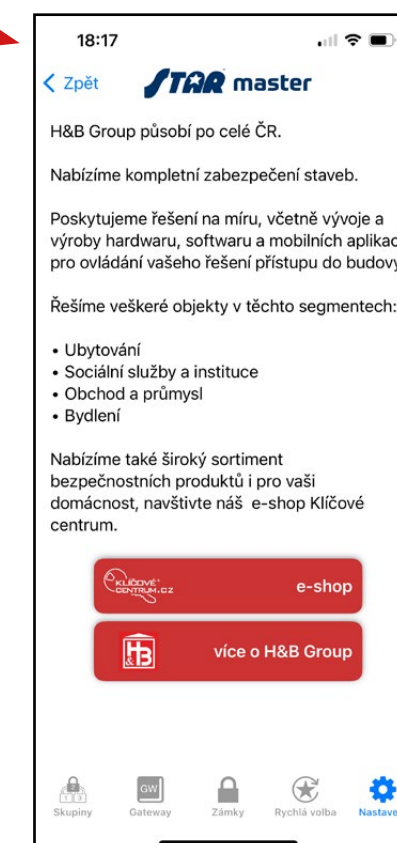 18:17
Zpět
STAR master
H&B Group působí po celé ČR.
Nabízíme kompletní zabezpečení staveb.
Poskytujeme řešení na míru, včetně vývoje a
výroby hardwaru, softwaru a mobilních aplikac
pro ovládání vašeho řešení přístupu do budovy
Řešíme veškeré objekty v těchto segmentech:
• Ubytování
• Sociální služby a instituce
• Obchod a průmysl
• Bydlení
Nabízíme také široký sortiment
bezpečnostních produktů i pro vaši
domácnost, navštivte náš e-shop Klíčové
centrum.
KLÍČOVÉ
CENTRUM.CZ
e-shop
H&B
více o H&B Group
1 2 3
GW
Skupiny Gateway Zámky Rychlá volba Nastave